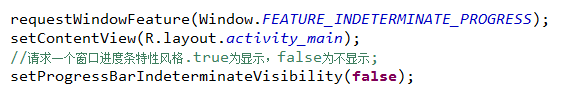 requestWindowFeature(Window.FEATURE_INDETERMINATE_PROGRESS);
setContentView(R.layout.activity_main);
//请求一个窗口进度条特性风格.true为显示，false为不显示;
setProgressBarIndeterminateVisibility(false);